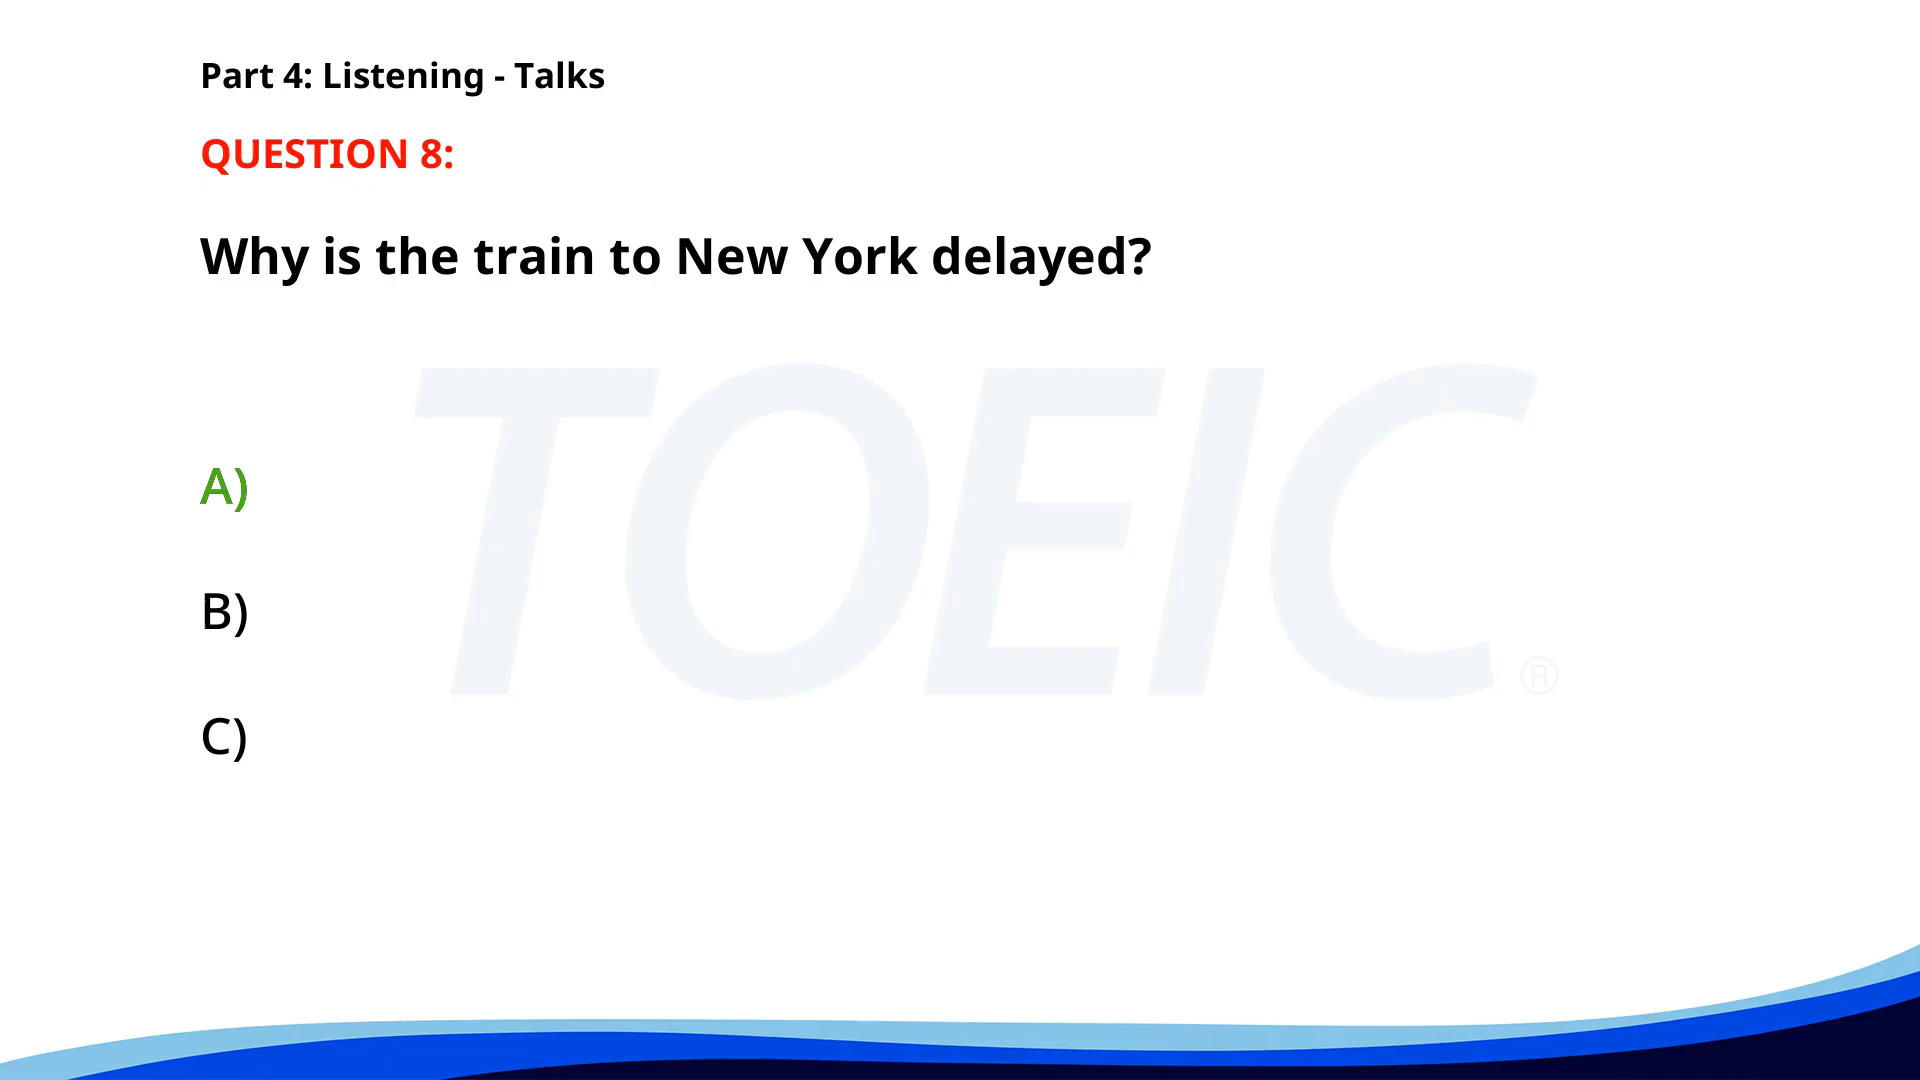 Part 4: Listening - Talks
QUESTION 8:
Why is the train to New York delayed?
TOEIC®
A)
B)
C)